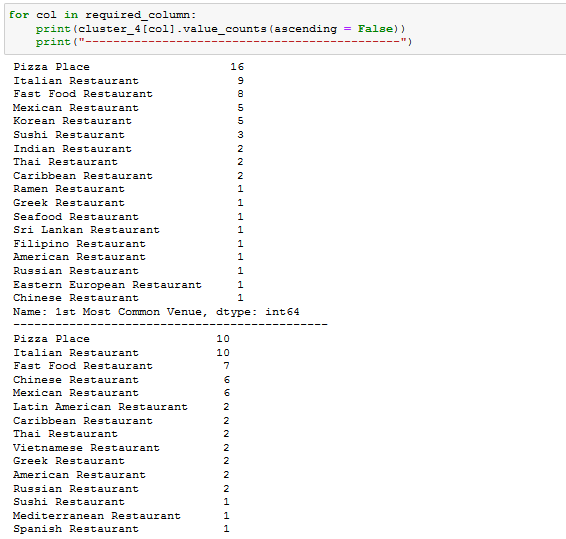 for col in required_column:
    print(cluster_4[col].value_counts(ascending = False))
    print("---------------------------------------------")
Pizza Place 16
Italian Restaurant 9
Fast Food Restaurant 8
Mexican Restaurant 5
Korean Restaurant 5
Sushi Restaurant 3
Indian Restaurant 2
Thai Restaurant 2
Caribbean Restaurant 2
Ramen Restaurant 1
Greek Restaurant 1
Seafood Restaurant 1
Sri Lankan Restaurant 1
Filipino Restaurant 1
American Restaurant 1
Russian Restaurant 1
Eastern European Restaurant 1
Chinese Restaurant 1
Name: 1st Most Common Venue, dtype: int64
---------------------------------------------
Pizza Place 10
Italian Restaurant 10
Fast Food Restaurant 7
Chinese Restaurant 6
Mexican Restaurant 6
Latin American Restaurant 2
Caribbean Restaurant 2
Thai Restaurant 2
Vietnamese Restaurant 2
Greek Restaurant 2
American Restaurant 2
Russian Restaurant 2
Sushi Restaurant 1
Mediterranean Restaurant 1
Spanish Restaurant 1